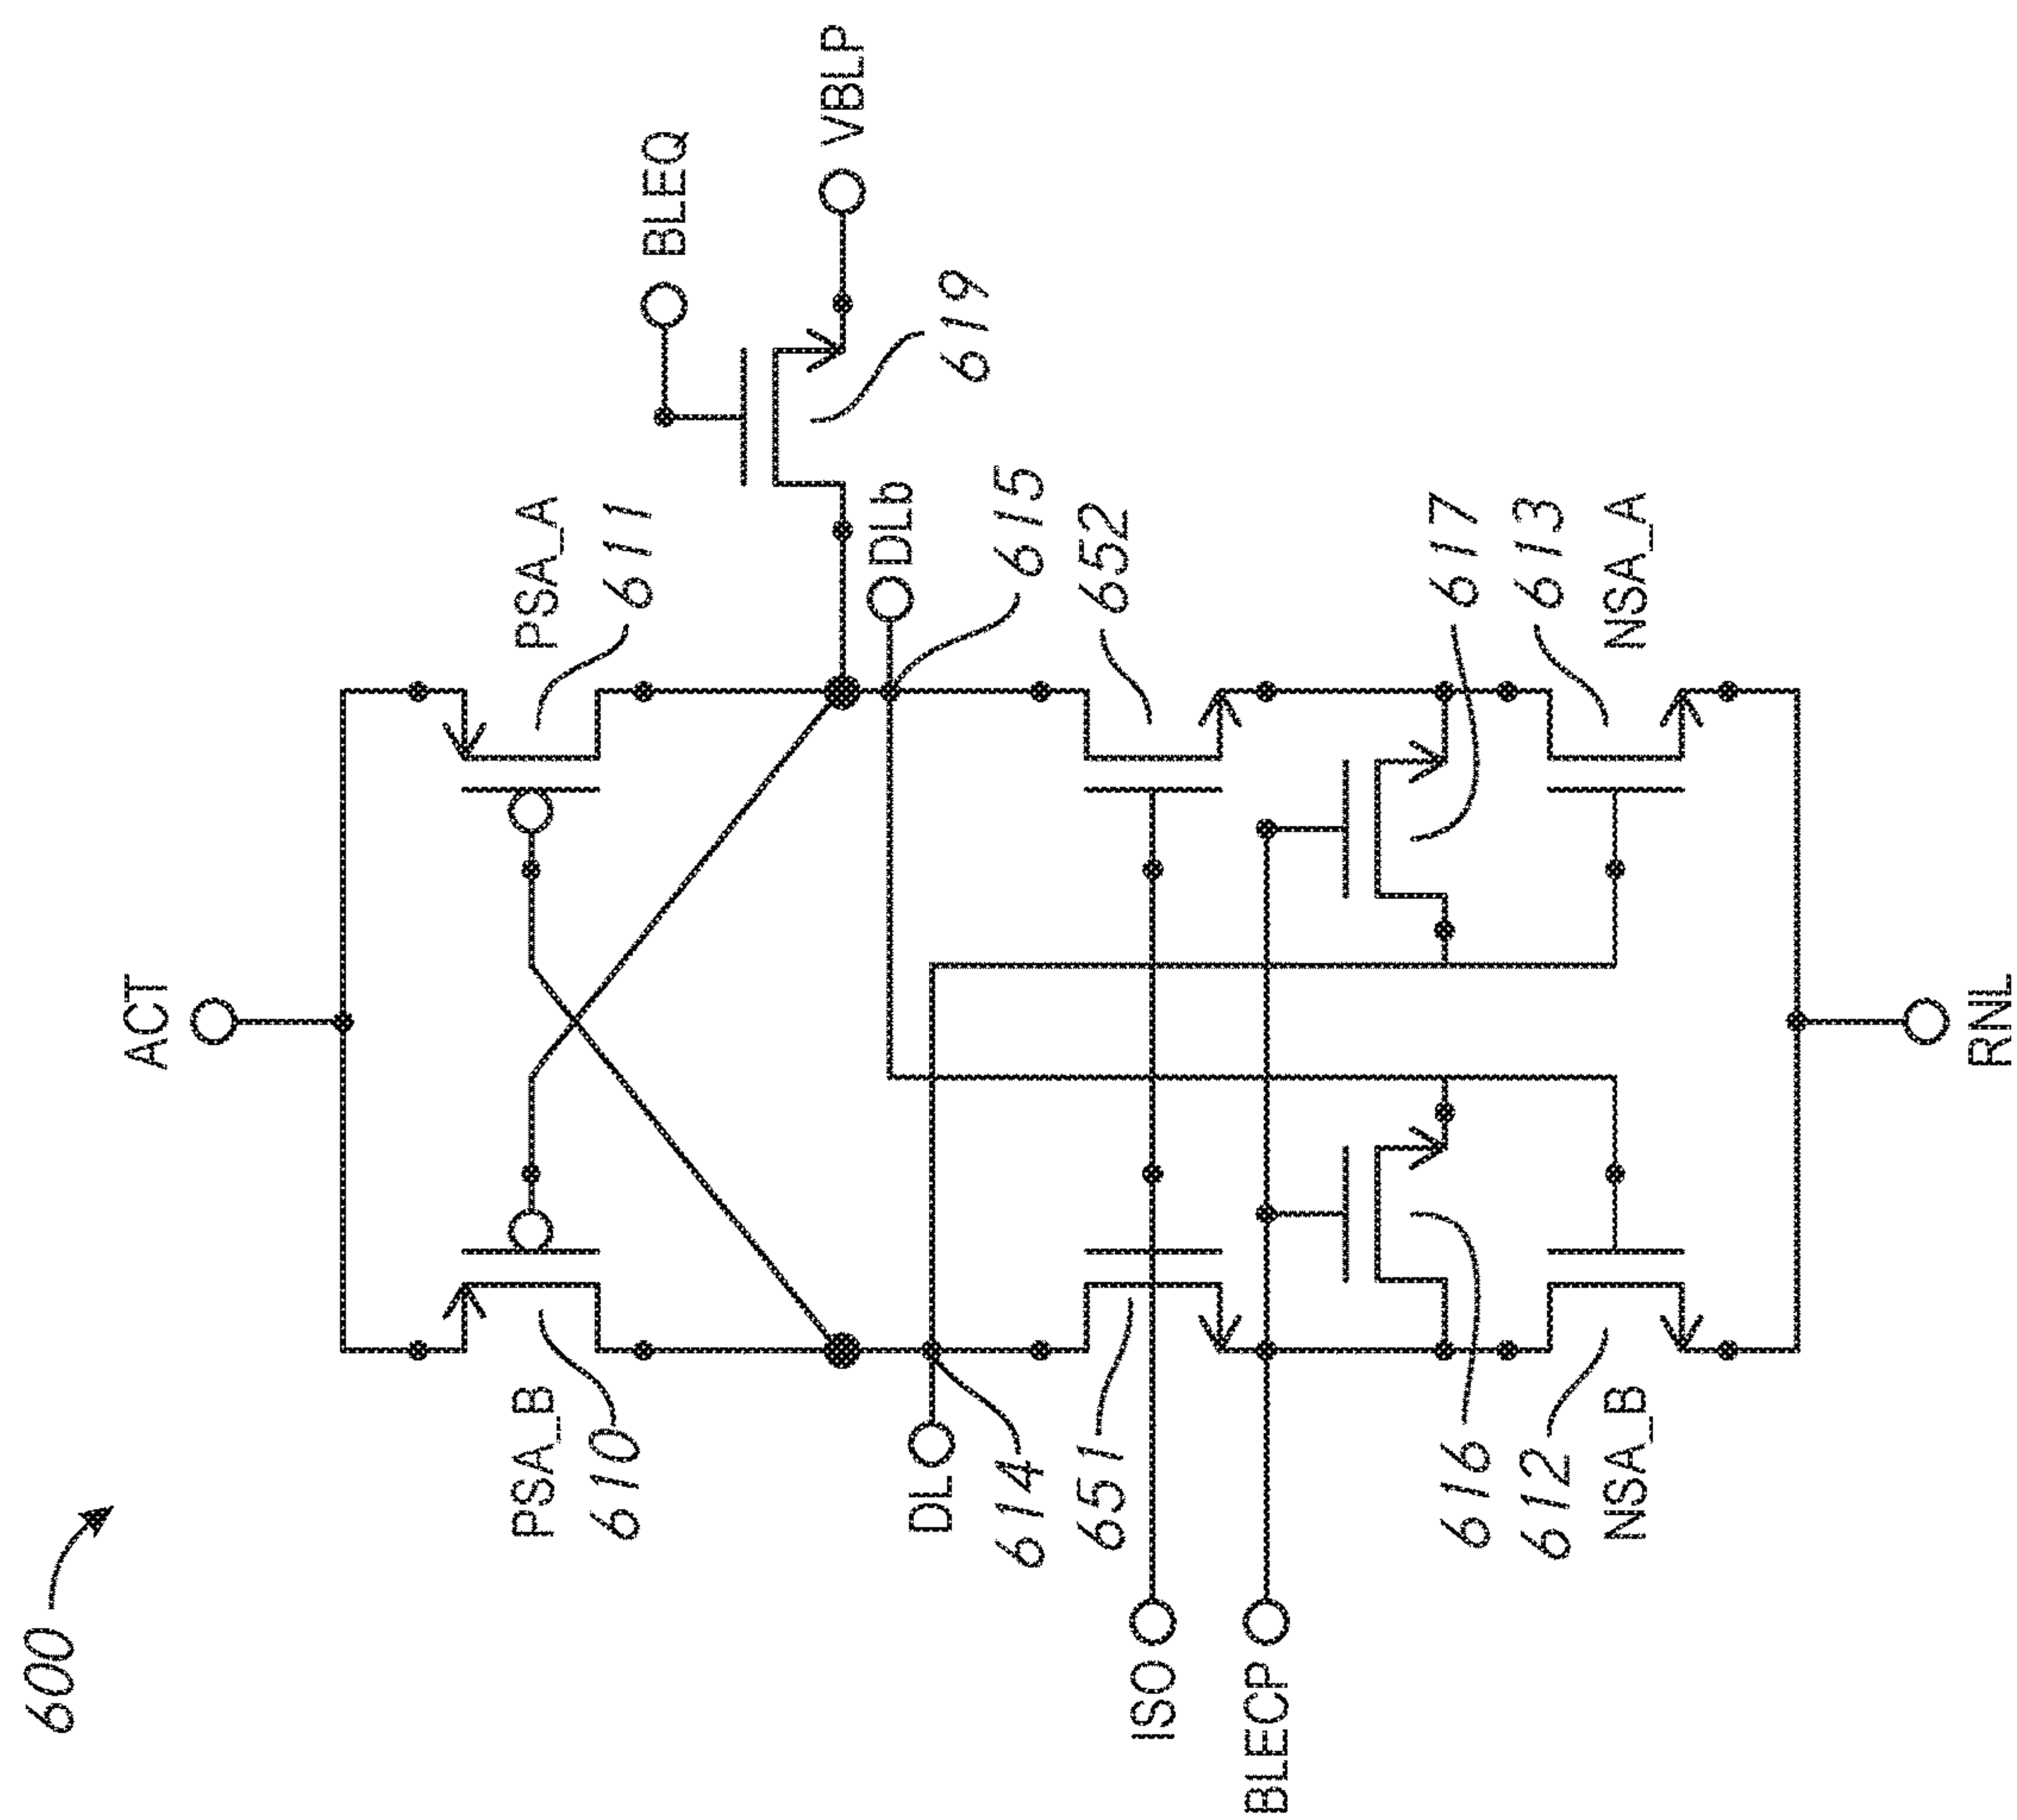 600
ACT
PSA_B
610
PSA_A
611
BLEQ
VBLP
619
DL
614
DLb
615
651
652
ISO
BLECP
616
617
612
NSA_B
613
NSA_A
RNL